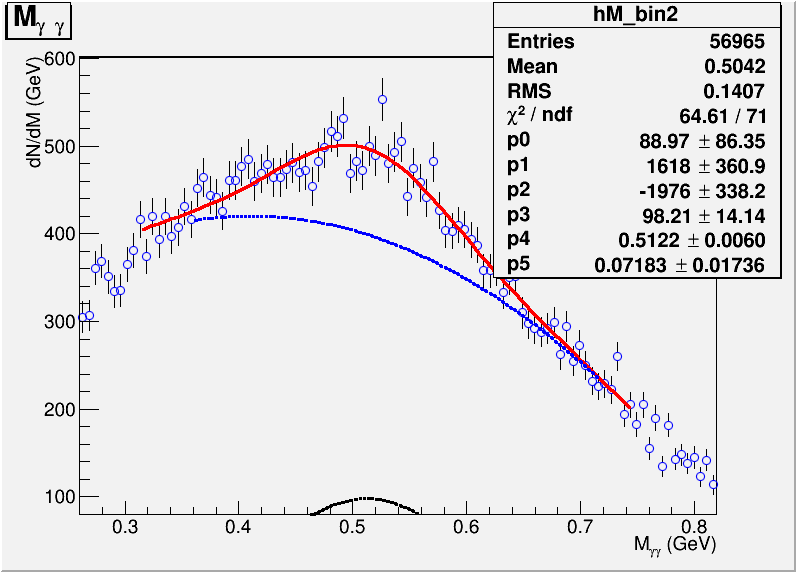 M γ γ
hM_bin2
Entries 56965
Mean 0.5042
RMS 0.1407
χ² / ndf 64.61 / 71
p0 88.97 ± 86.35
p1 1618 ± 360.9
p2 -1976 ± 338.2
p3 98.21 ± 14.14
p4 0.5122 ± 0.0060
p5 0.07183 ± 0.01736
dN/dM (GeV)
600
500
400
300
200
100
0.3 0.4 0.5 0.6 0.7 0.8
Mγγ (GeV)